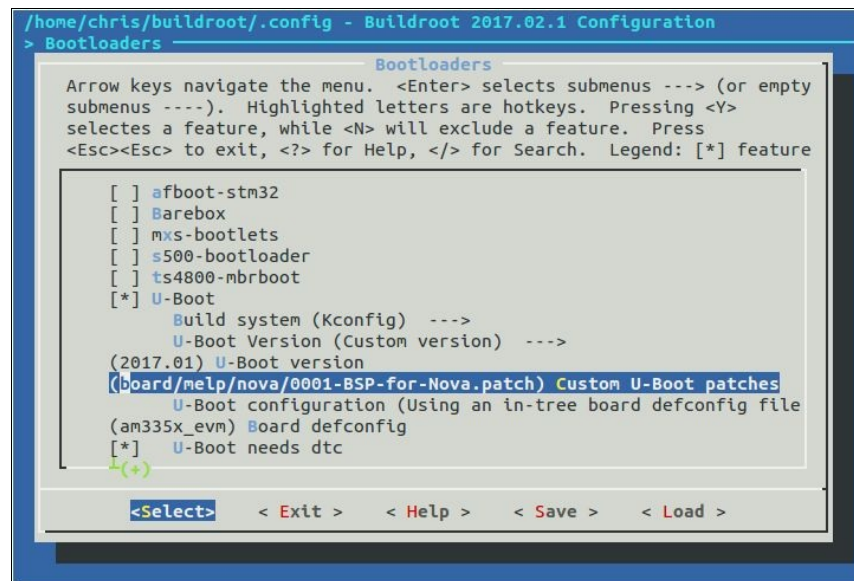 /home/chris/buildroot/.config - Buildroot 2017.02.1 Configuration
> Bootloaders
Bootloaders
Arrow keys navigate the menu. <Enter> selects submenus ---> (or empty
submenus ----). Highlighted letters are hotkeys. Pressing <Y>
selectes a feature, while <N> will exclude a feature. Press
<Esc><Esc> to exit, <?> for Help, </> for Search. Legend: [*] feature
[ ] afboot-stm32
[ ] Barebox
[ ] mxs-bootlets
[ ] s500-bootloader
[ ] ts4800-mbrboot
[*] U-Boot
Build system (Kconfig) --->
U-Boot Version (Custom version) --->
(2017.01) U-Boot version
(board/melp/nova/0001-BSP-for-Nova.patch) Custom U-Boot patches
U-Boot configuration (Using an in-tree board defconfig file
(am335x_evm) Board defconfig
[*] U-Boot needs dtc
(+)
<Select> < Exit > < Help > < Save > < Load >